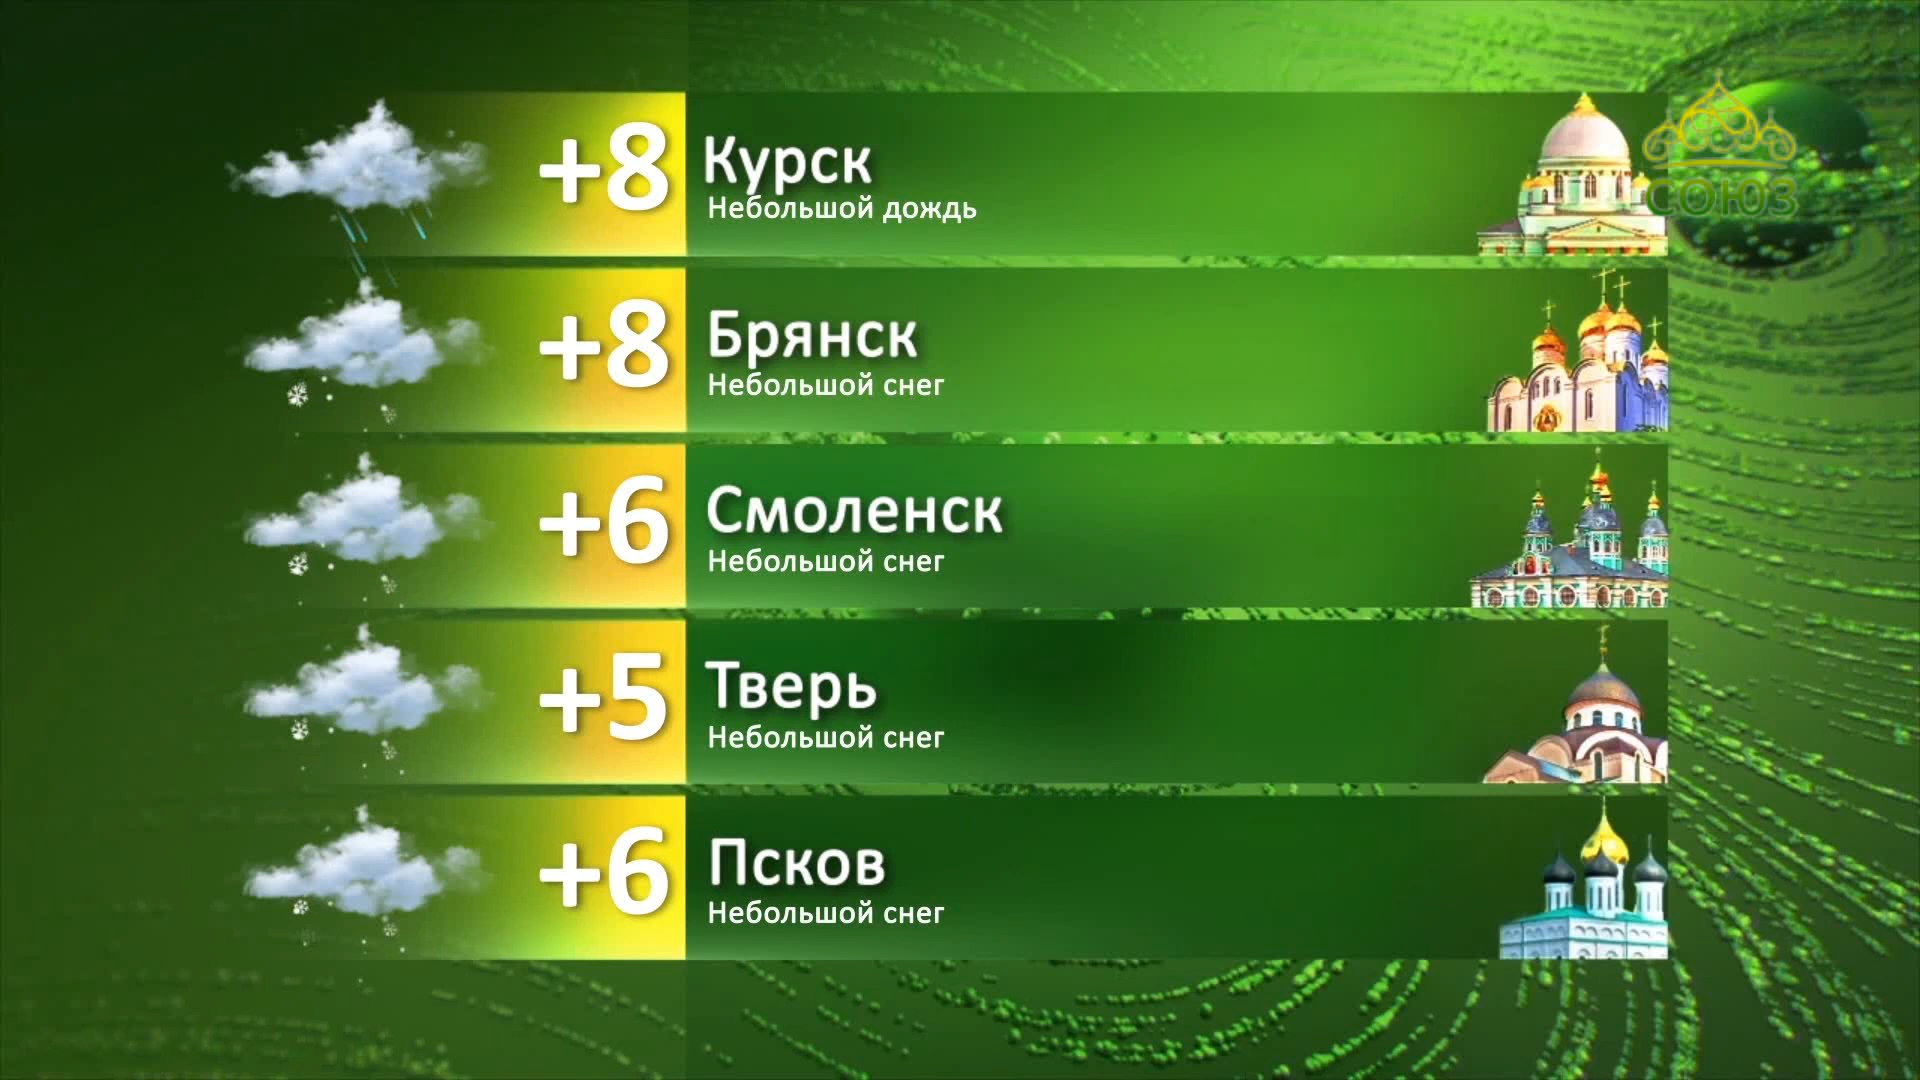 +8 Курск
Небольшой дождь
СОЮЗ
+8 Брянск
Небольшой снег
+6 Смоленск
Небольшой снег
+5 Тверь
Небольшой снег
+6 Псков
Небольшой снег